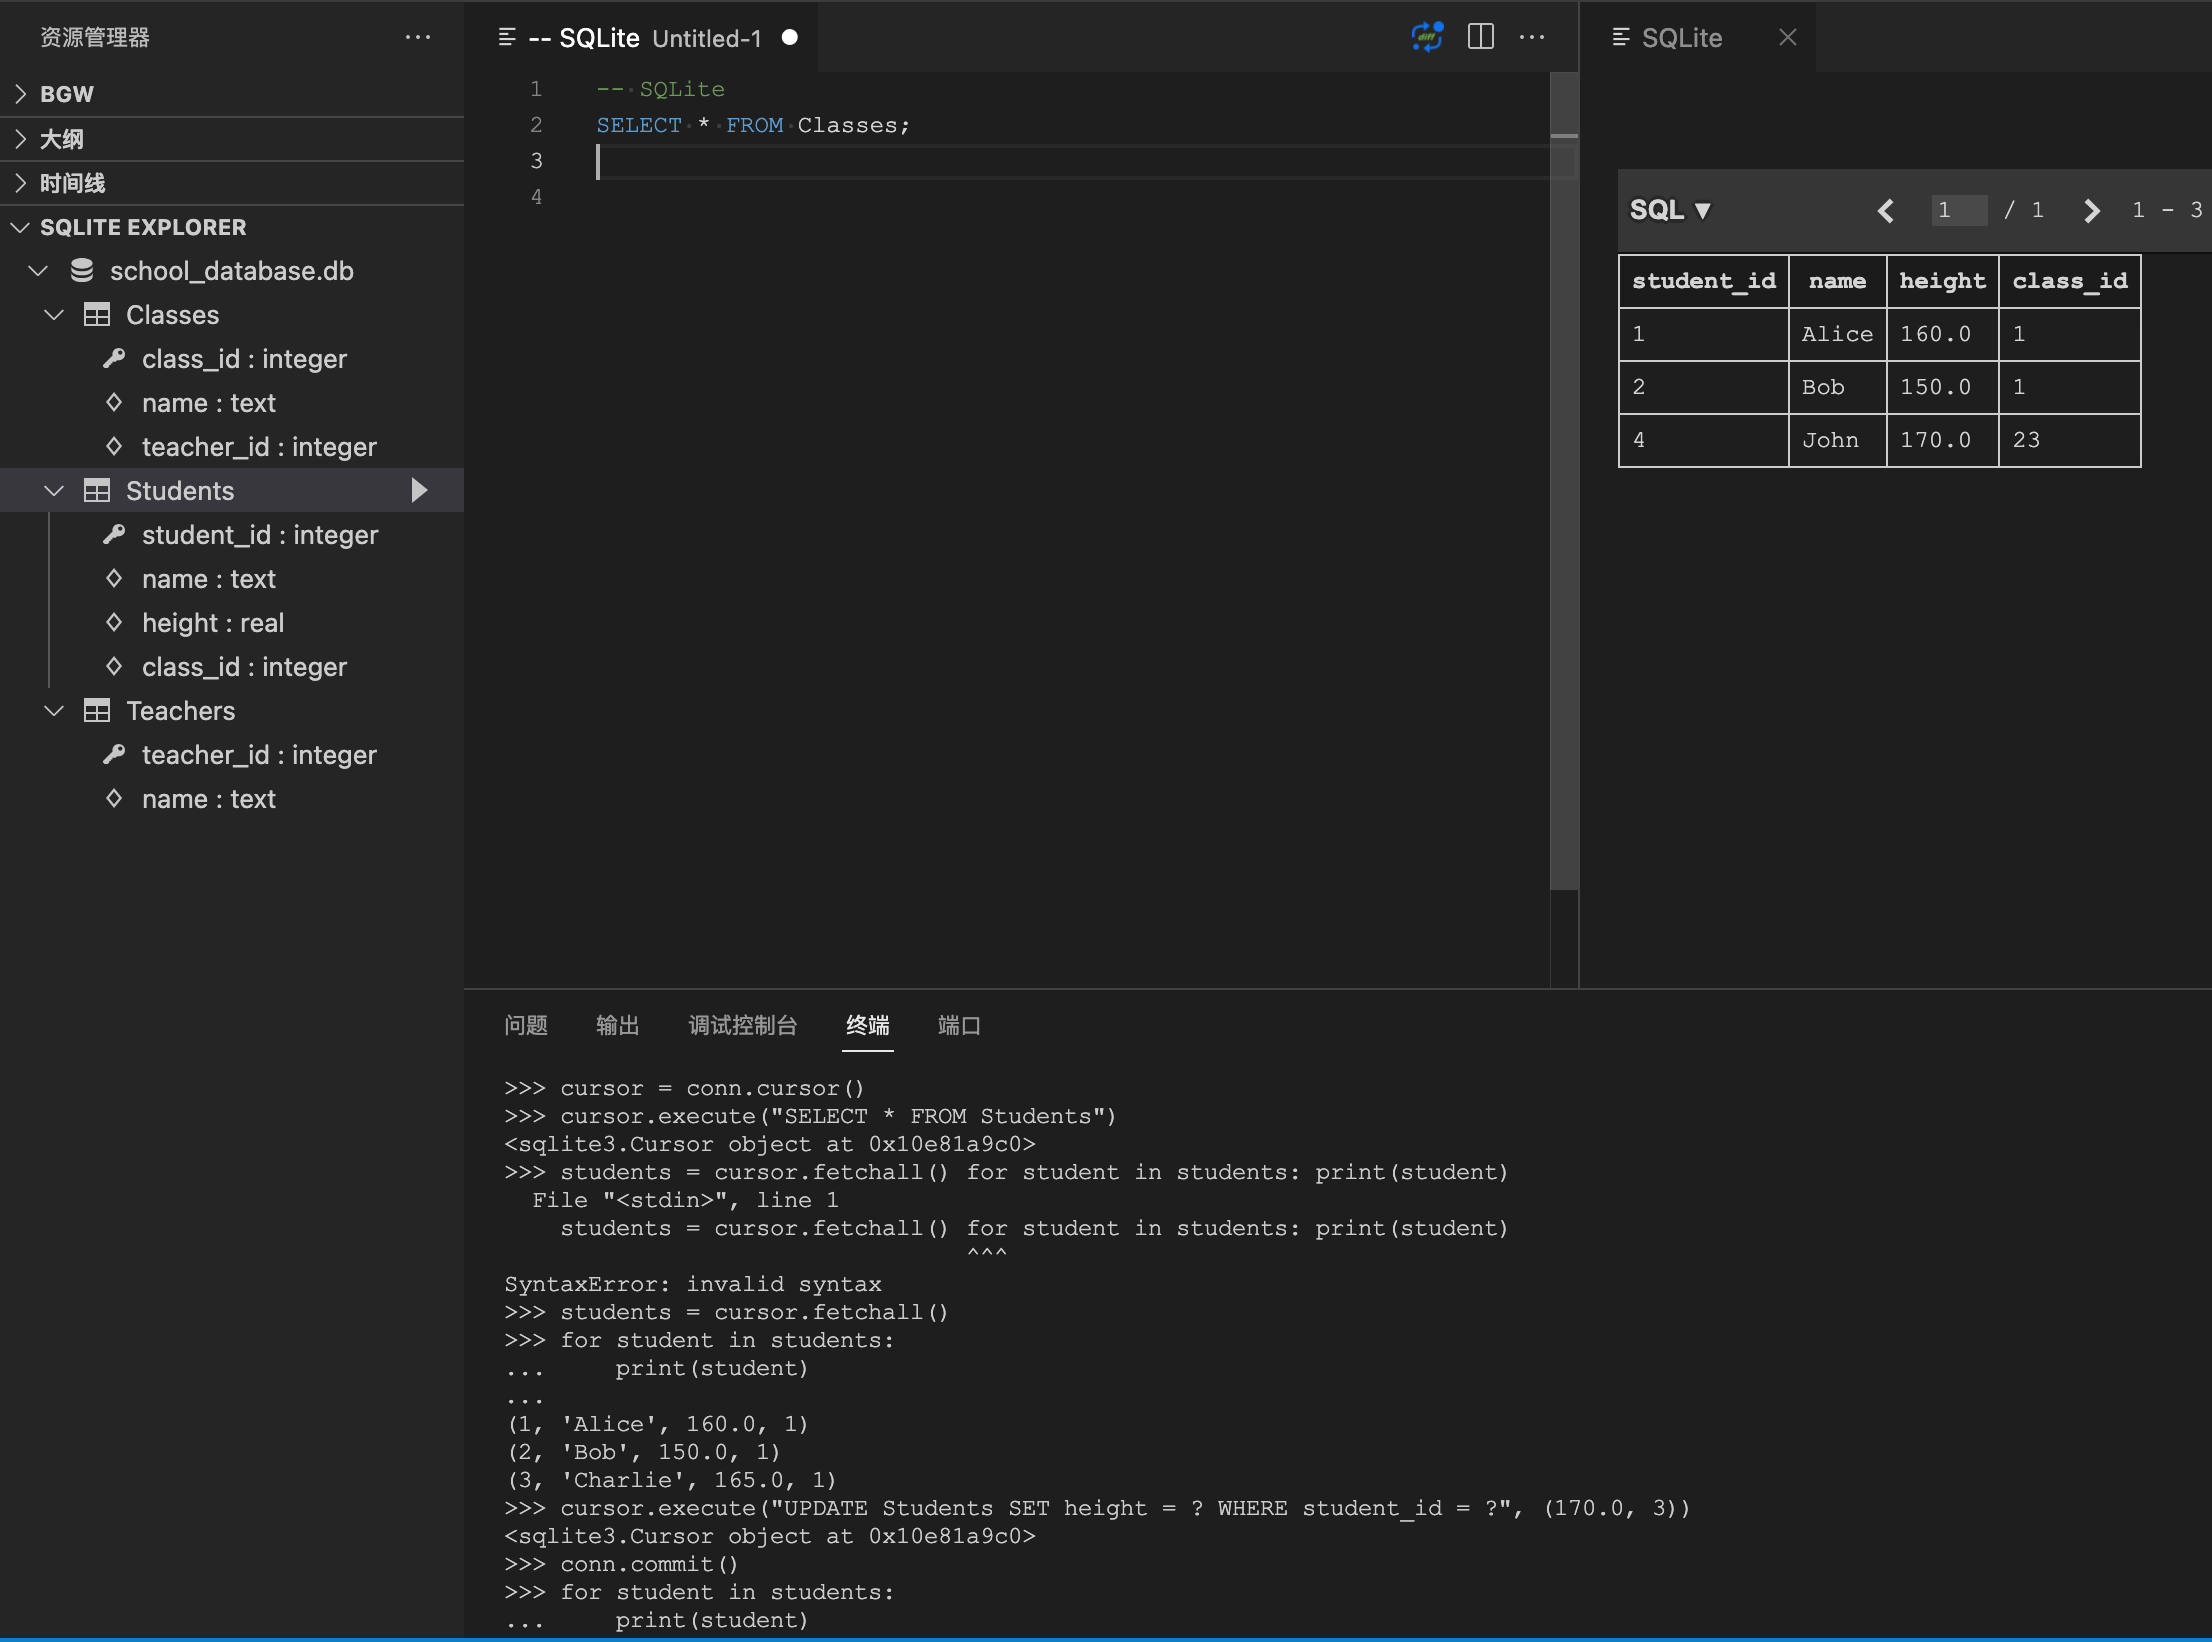 资源管理器
BGW
大纲
时间线
SQLITE EXPLORER
school_database.db
Classes
class_id : integer
name : text
teacher_id : integer
Students
student_id : integer
name : text
height : real
class_id : integer
Teachers
teacher_id : integer
name : text
-- SQLite Untitled-1
diff
1 -- SQLite
2 SELECT * FROM Classes;
3
4
SQLite
SQL ▼ 1 / 1 1 - 3
student_id name height class_id
1 Alice 160.0 1
2 Bob 150.0 1
4 John 170.0 23
问题 输出 调试控制台 终端 端口
>>> cursor = conn.cursor()
>>> cursor.execute("SELECT * FROM Students")
<sqlite3.Cursor object at 0x10e81a9c0>
>>> students = cursor.fetchall() for student in students: print(student)
  File "<stdin>", line 1
    students = cursor.fetchall() for student in students: print(student)
                                 ^^^
SyntaxError: invalid syntax
>>> students = cursor.fetchall()
>>> for student in students:
...     print(student)
...
(1, 'Alice', 160.0, 1)
(2, 'Bob', 150.0, 1)
(3, 'Charlie', 165.0, 1)
>>> cursor.execute("UPDATE Students SET height = ? WHERE student_id = ?", (170.0, 3))
<sqlite3.Cursor object at 0x10e81a9c0>
>>> conn.commit()
>>> for student in students:
...     print(student)